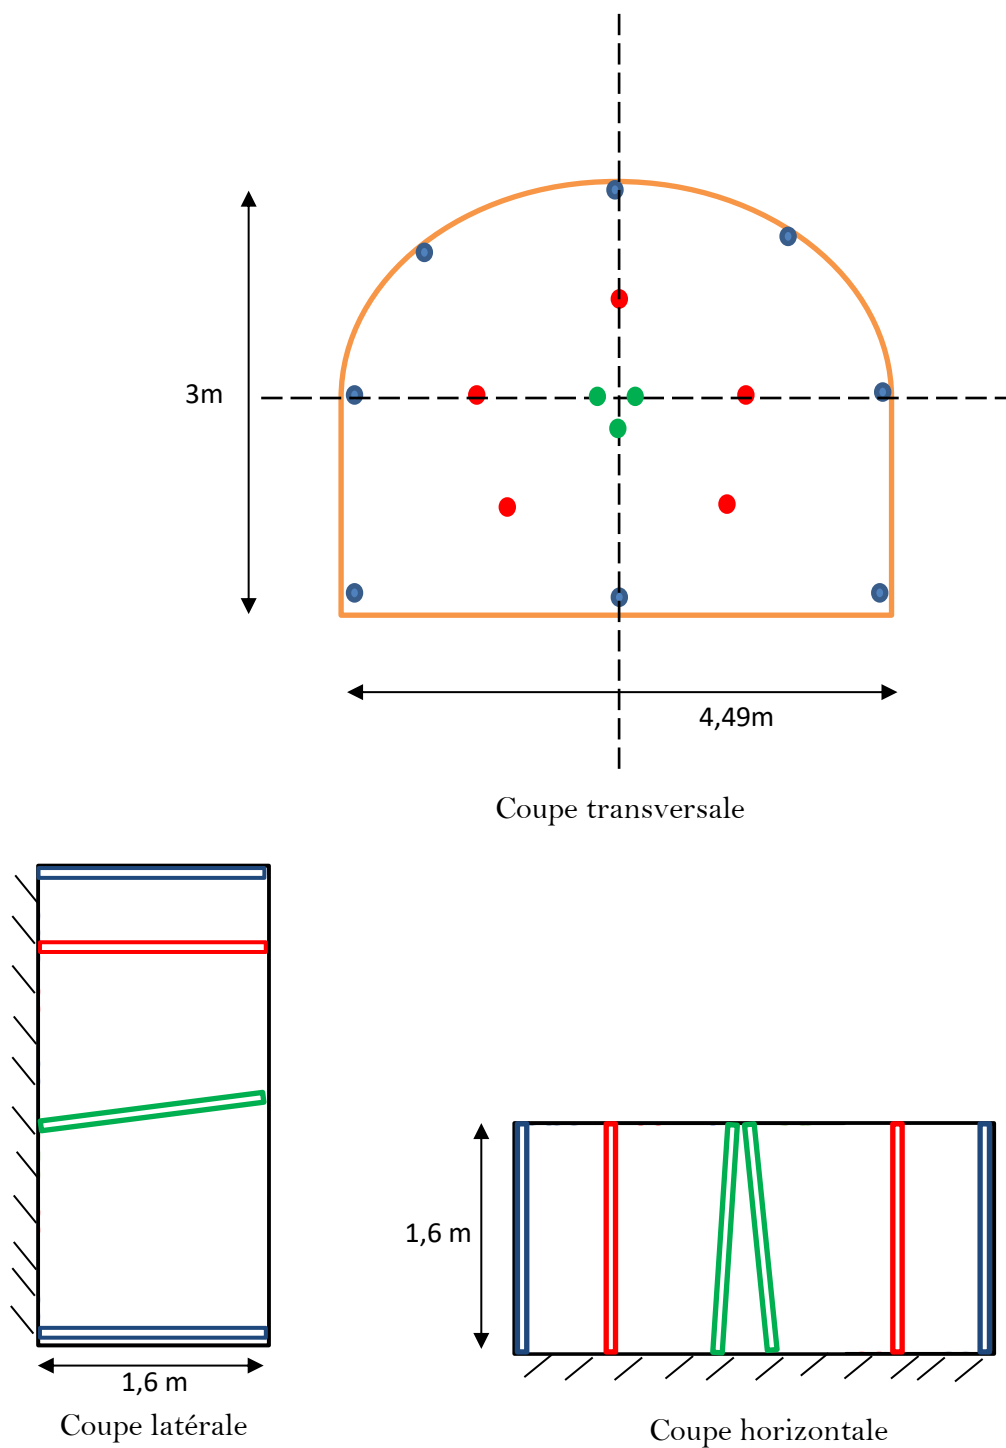 3m
4,49m
Coupe transversale
1,6 m
1,6 m
Coupe latérale
Coupe horizontale